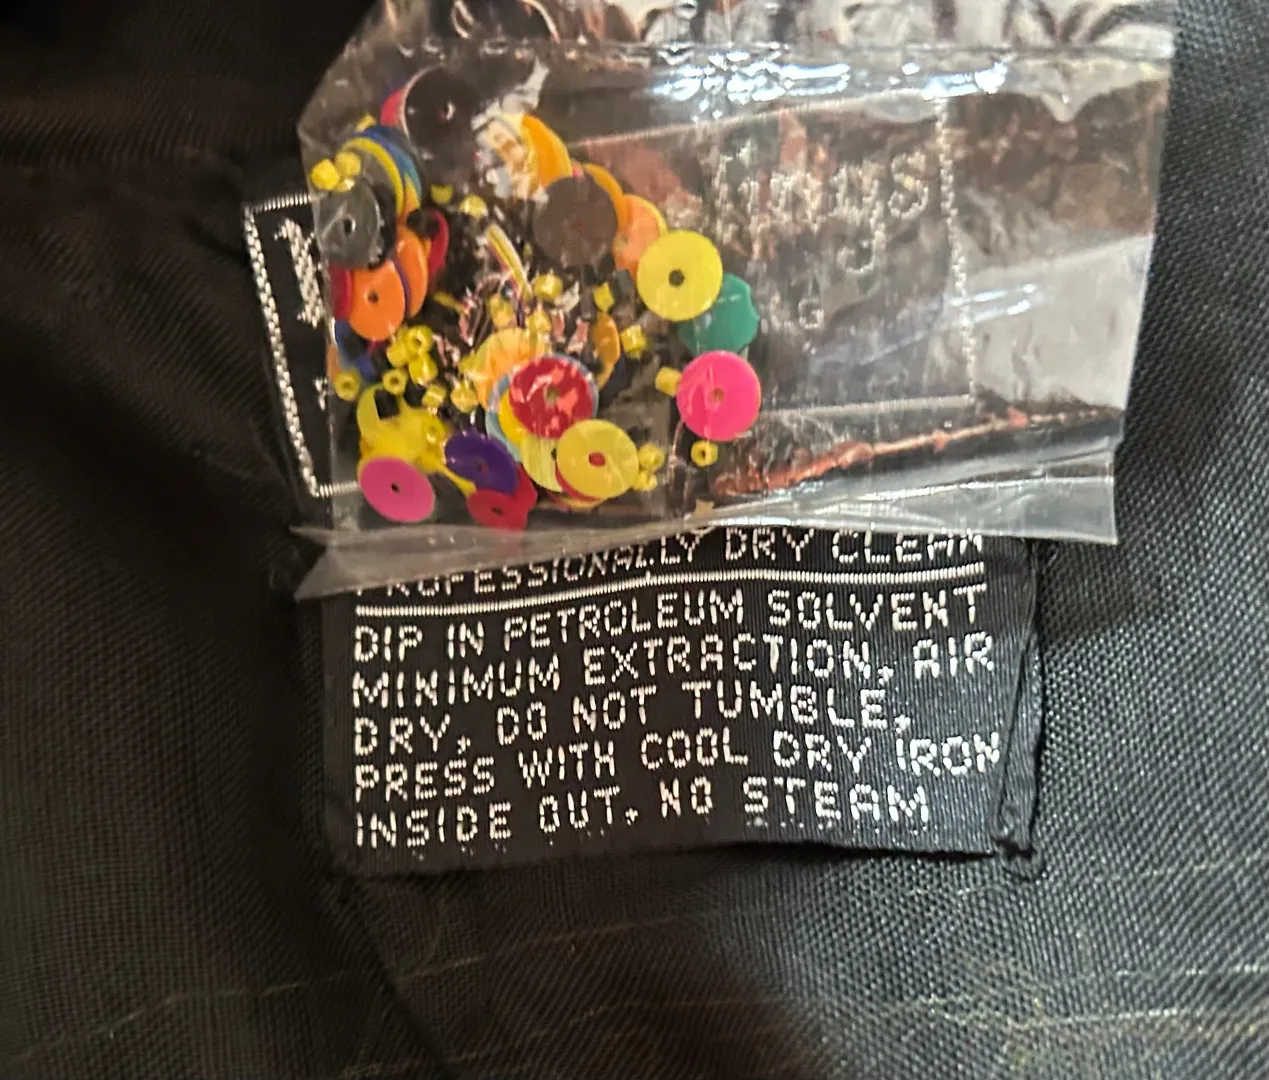 PROFESSIONALLY DRY CLEAN
DIP IN PETROLEUM SOLVENT
MINIMUM EXTRACTION, AIR
DRY, DO NOT TUMBLE,
PRESS WITH COOL DRY IRON
INSIDE OUT. NO STEAM